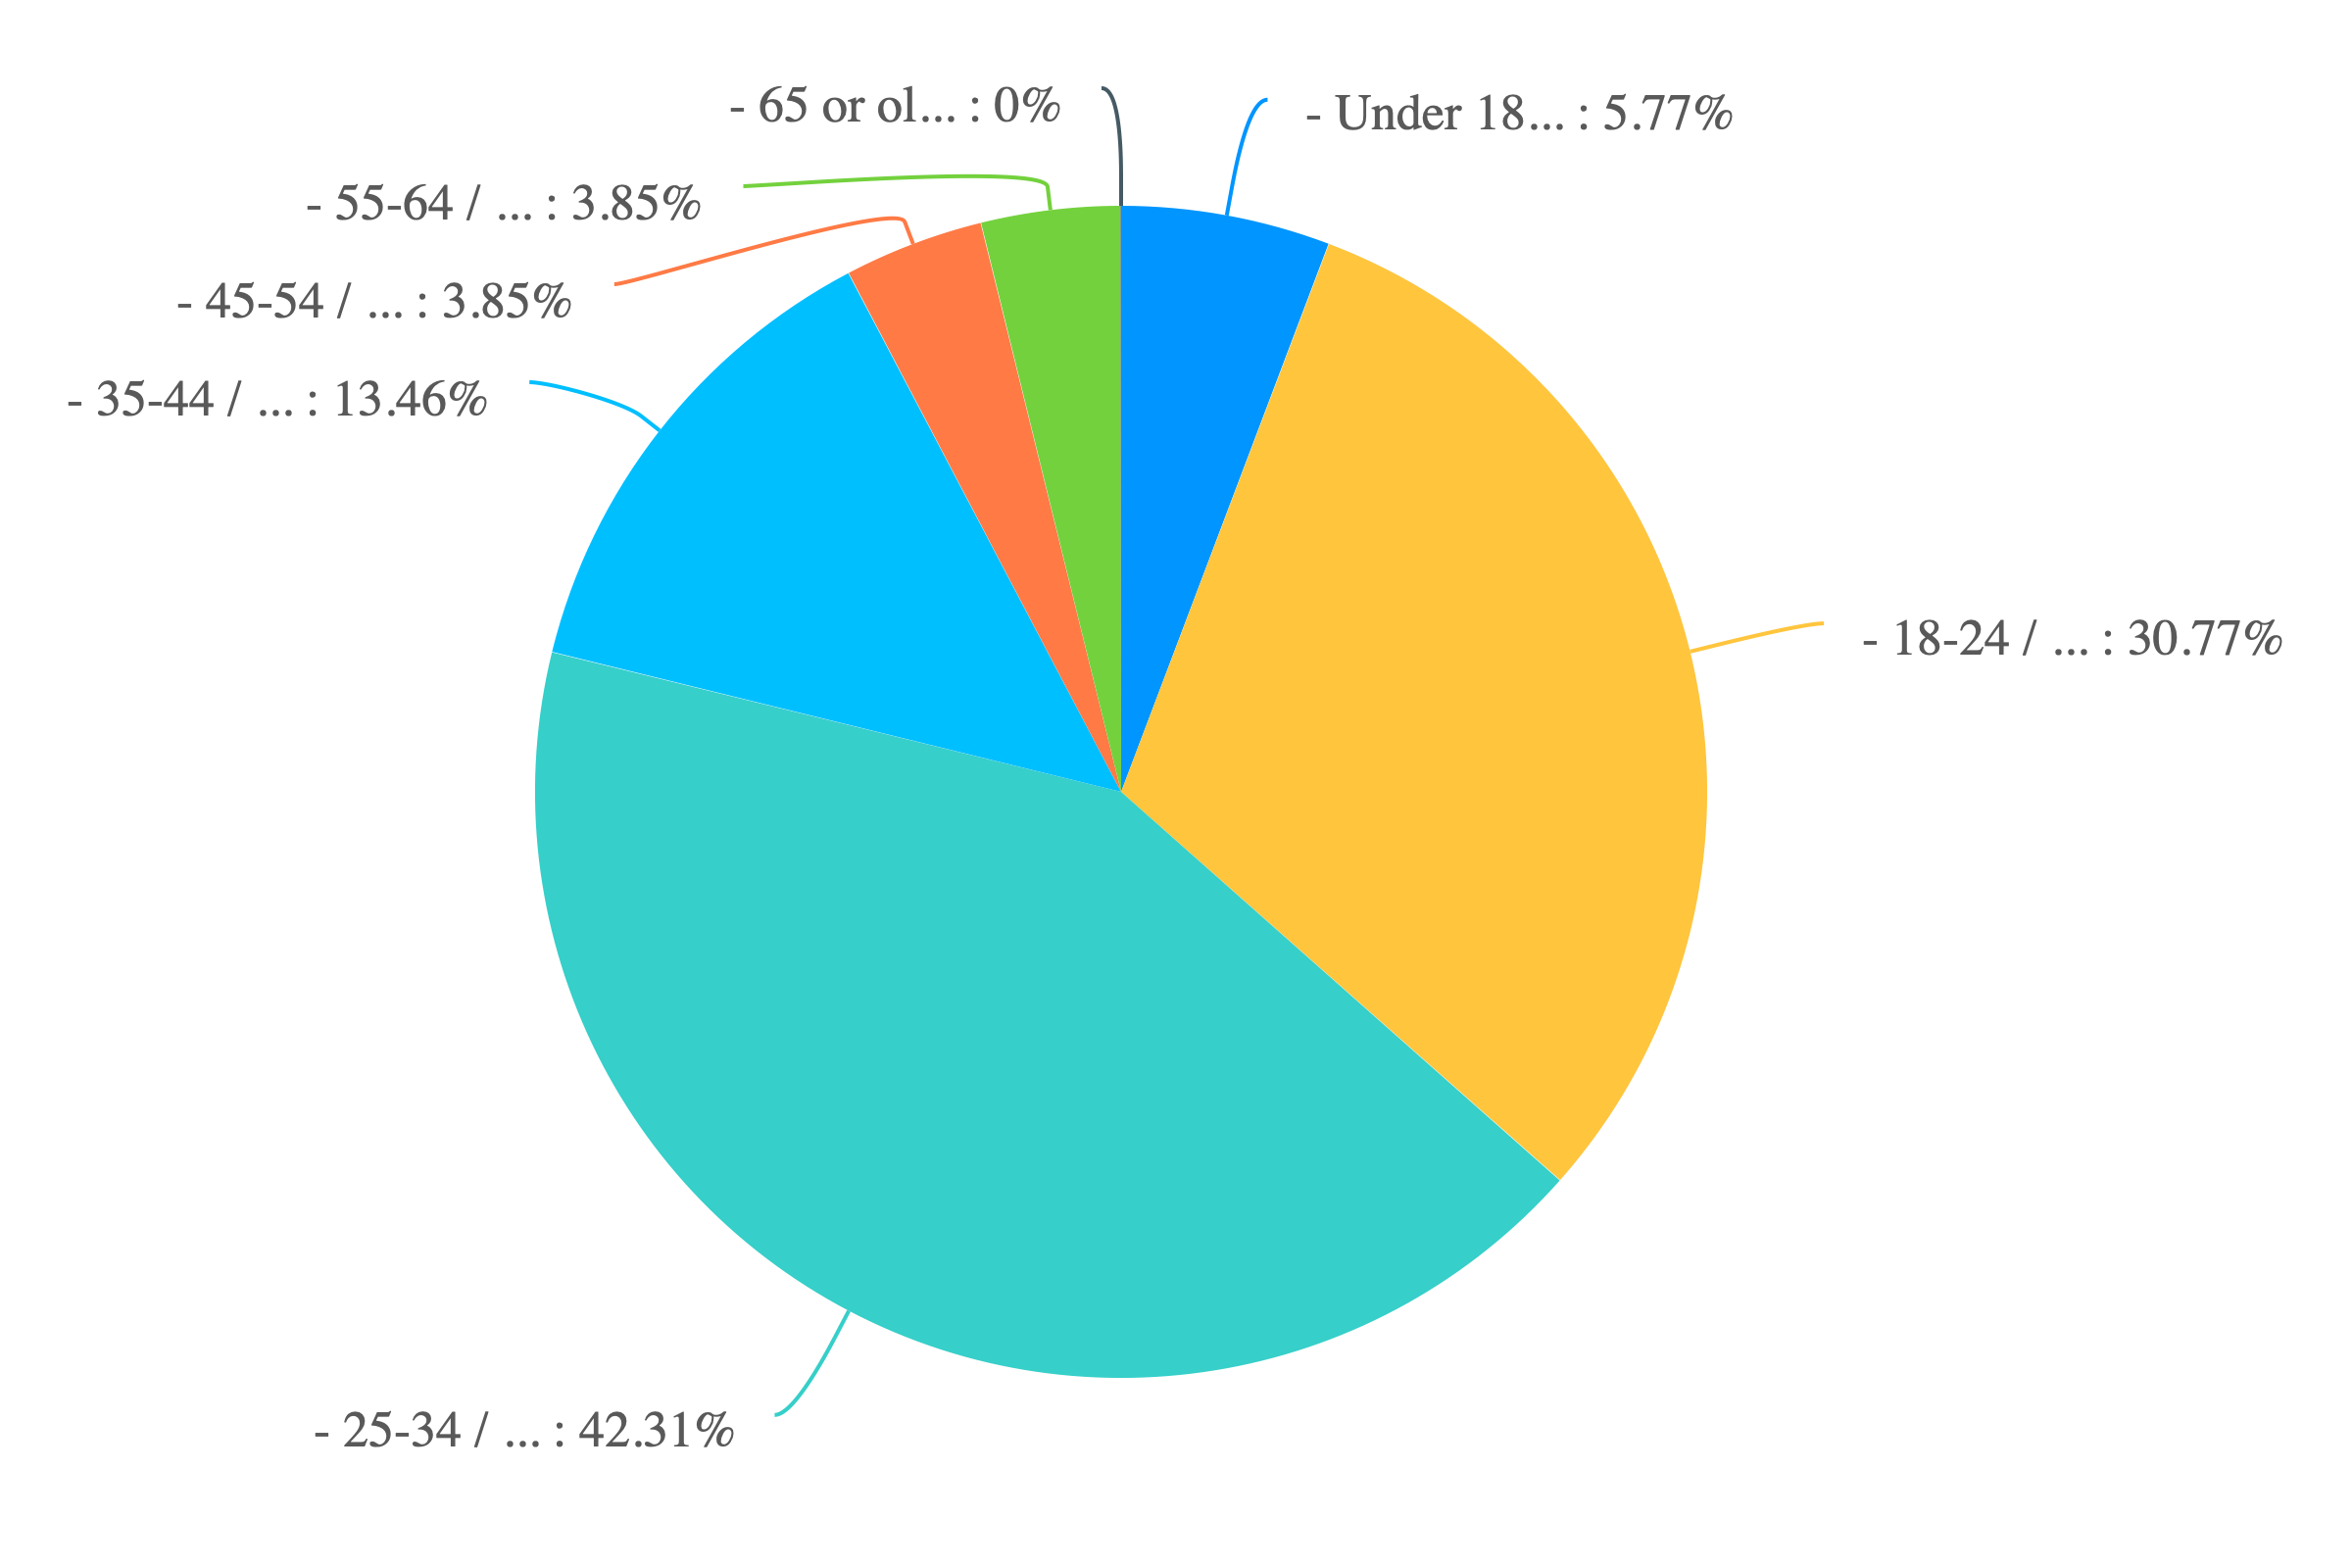 - 65 or ol... : 0%
- Under 18... : 5.77%
- 55-64 / ... : 3.85%
- 45-54 / ... : 3.85%
- 35-44 / ... : 13.46%
- 18-24 / ... : 30.77%
- 25-34 / ... : 42.31%